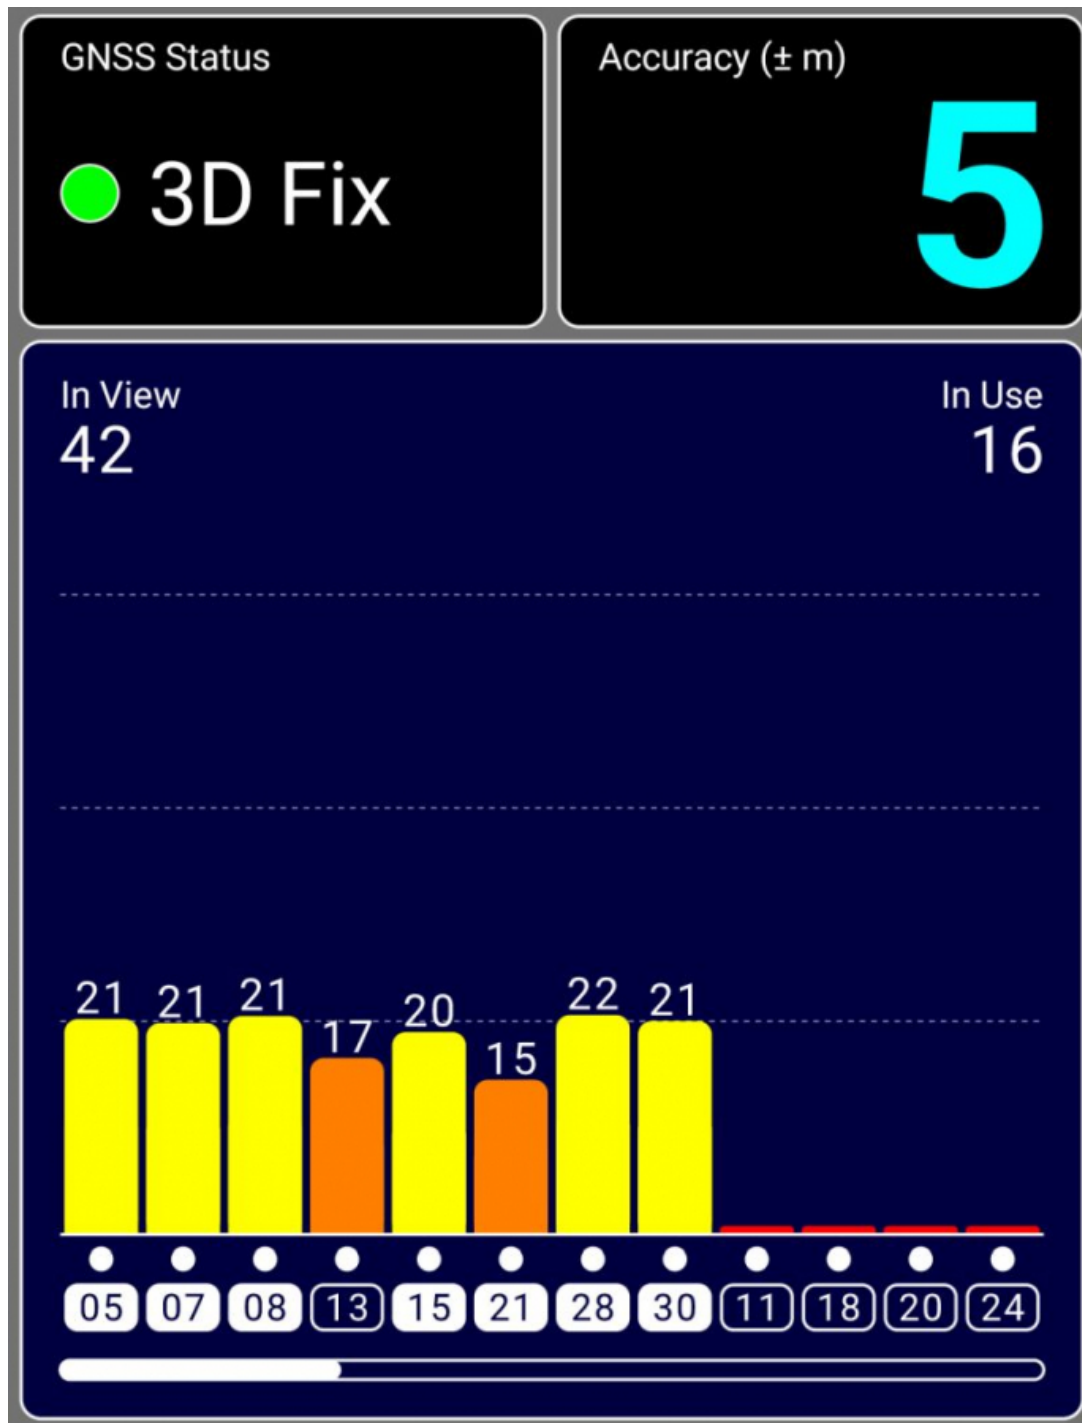 GNSS Status
3D Fix
Accuracy (± m)
5
In View
42
In Use
16
21 21 21 17 20 15 22 21
05 07 08 13 15 21 28 30 11 18 20 24